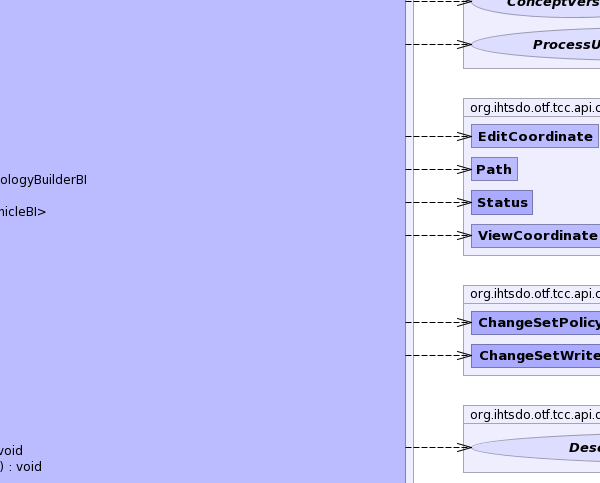 ologyBuilderBI
hicleBI>
void
) : void
ConceptVers
ProcessU
org.ihtsdo.otf.tcc.api.c
EditCoordinate
Path
Status
ViewCoordinate
org.ihtsdo.otf.tcc.api.c
ChangeSetPolicy
ChangeSetWrite
org.ihtsdo.otf.tcc.api.c
Desc